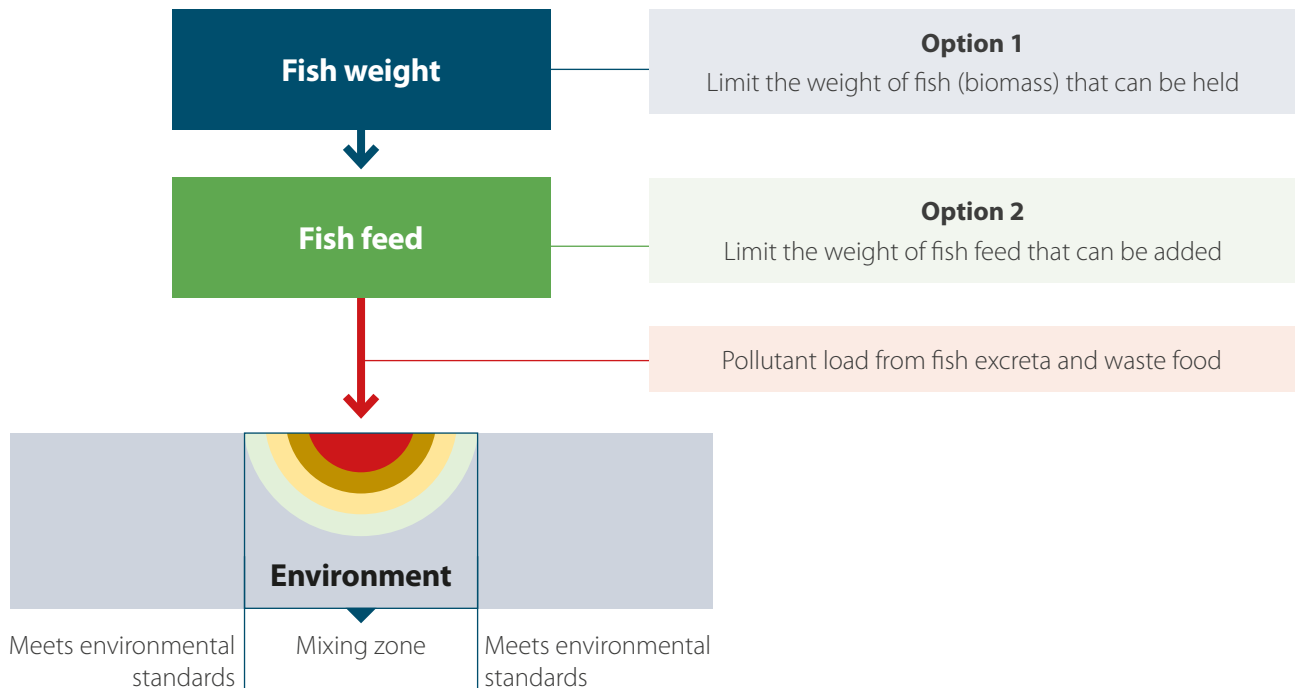 Fish weight
Option 1
Limit the weight of fish (biomass) that can be held
Fish feed
Option 2
Limit the weight of fish feed that can be added
Pollutant load from fish excreta and waste food
Environment
Meets environmental
standards
Mixing zone
Meets environmental
standards